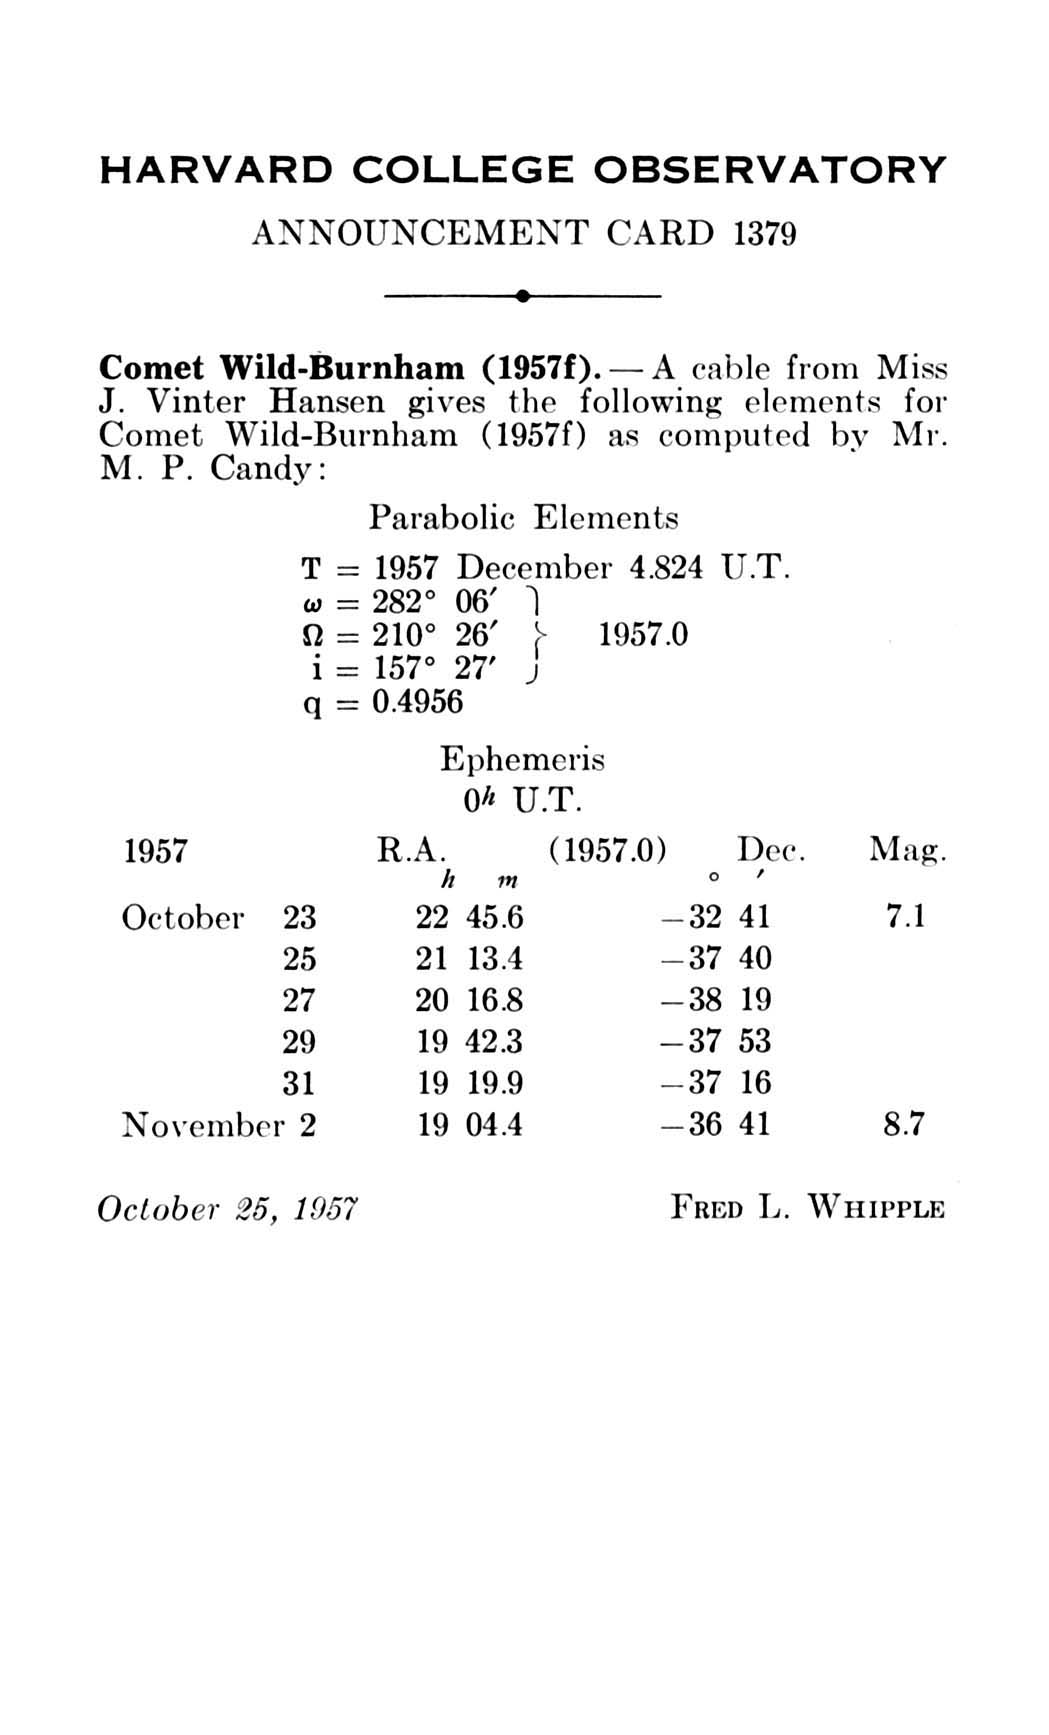 HARVARD COLLEGE OBSERVATORY
ANNOUNCEMENT CARD 1379
Comet Wild-Burnham (1957f). — A cable from Miss
J. Vinter Hansen gives the following elements for
Comet Wild-Burnham (1957f) as computed by Mr.
M. P. Candy:
Parabolic Elements
T = 1957 December 4.824 U.T.
ω = 282° 06′
Ω = 210° 26′ } 1957.0
i = 157° 27′
q = 0.4956
Ephemeris
0h U.T.
1957 R.A. (1957.0) Dec. Mag.
h m ° ′
October 23 22 45.6 −32 41 7.1
25 21 13.4 −37 40
27 20 16.8 −38 19
29 19 42.3 −37 53
31 19 19.9 −37 16
November 2 19 04.4 −36 41 8.7
October 25, 1957 FRED L. WHIPPLE